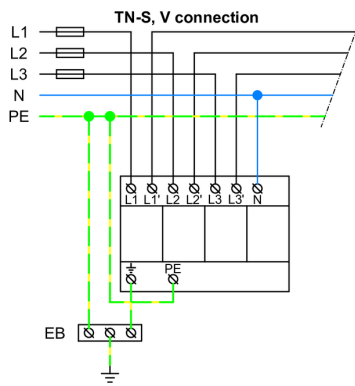 TN-S, V connection
L1
L2
L3
N
PE
L1 L1' L2 L2' L3 L3' N
PE
EB